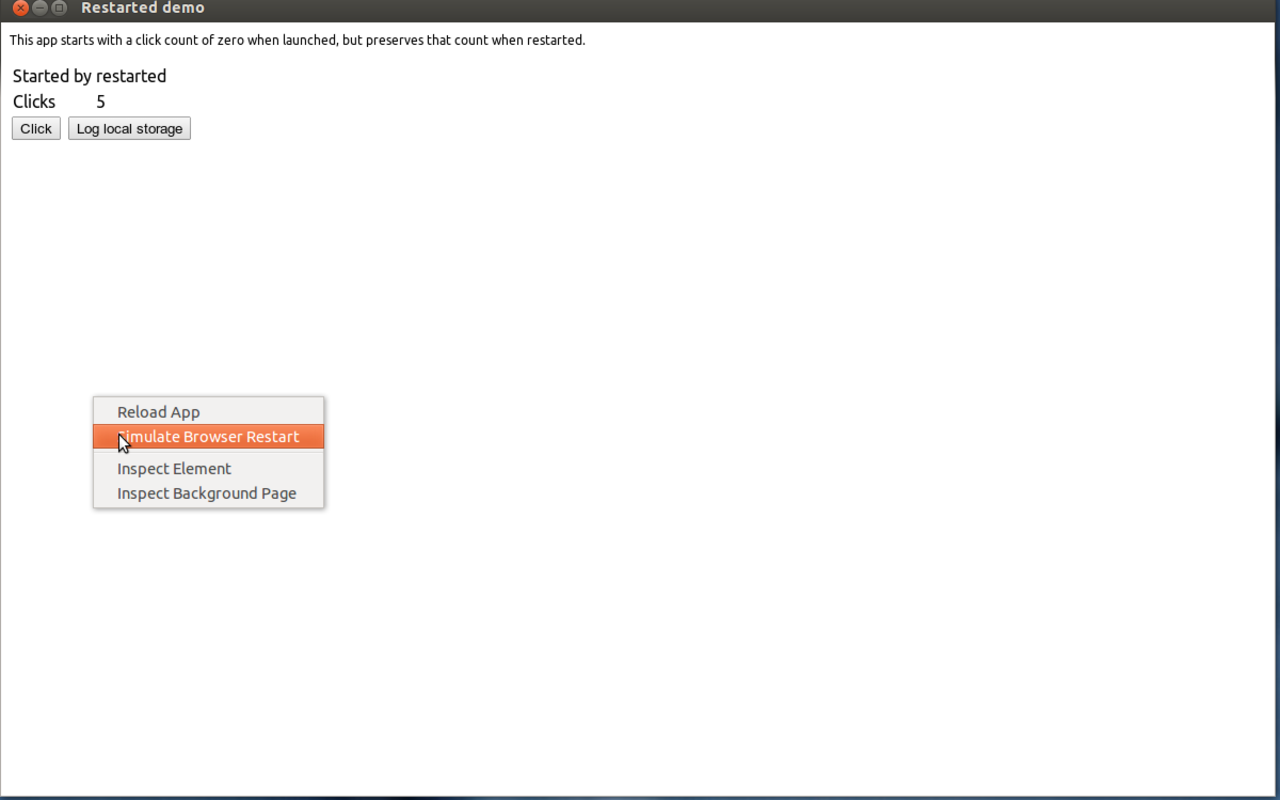 Restarted demo
This app starts with a click count of zero when launched, but preserves that count when restarted.
Started by restarted
Clicks 5
Click Log local storage
Reload App
Simulate Browser Restart
Inspect Element
Inspect Background Page